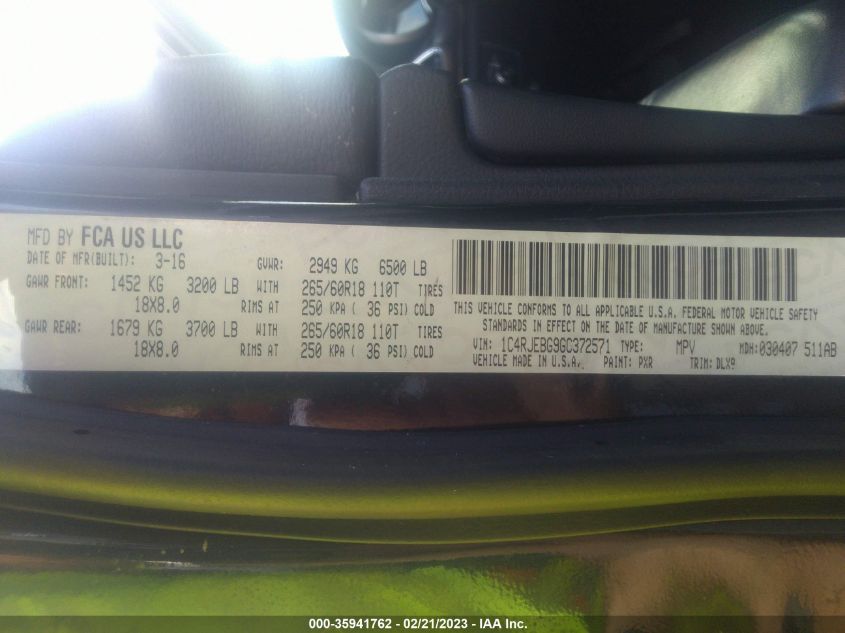 MFD BY FCA US LLC
DATE OF MFR(BUILT): 3-16 GVWR: 2949 KG 6500 LB
GAWR FRONT: 1452 KG 3200 LB WITH 265/60R18 110T TIRES
18X8.0 RIMS AT 250 KPA ( 36 PSI) COLD
GAWR REAR: 1679 KG 3700 LB WITH 265/60R18 110T TIRES
18X8.0 RIMS AT 250 KPA ( 36 PSI) COLD
THIS VEHICLE CONFORMS TO ALL APPLICABLE U.S.A. FEDERAL MOTOR VEHICLE SAFETY
STANDARDS IN EFFECT ON THE DATE OF MANUFACTURE SHOWN ABOVE.
VIN: 1C4RJEBG9GC372571 TYPE: MPV MDH: 030407 511AB
VEHICLE MADE IN U.S.A. PAINT: PXR TRIM: DLX9
000-35941762 - 02/21/2023 - IAA Inc.